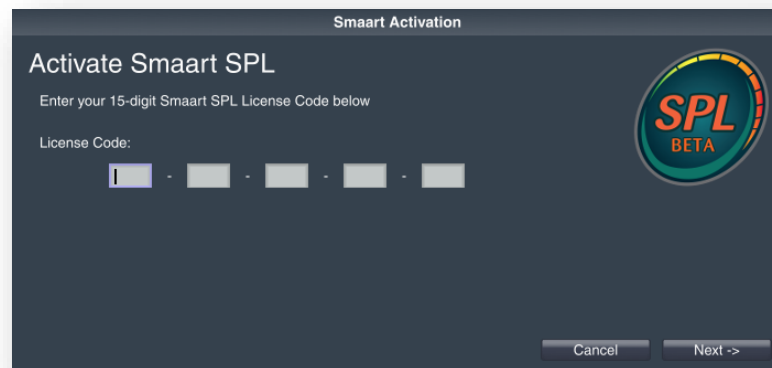 Smaart Activation
Activate Smaart SPL
Enter your 15-digit Smaart SPL License Code below
License Code:
- - - -
SPL
BETA
Cancel Next ->